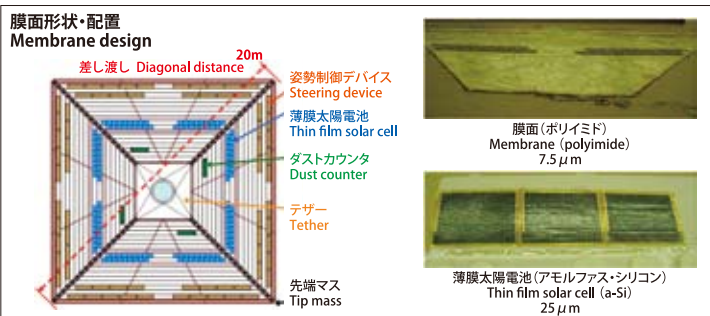 膜面形状・配置
Membrane design
差し渡し Diagonal distance
20m
姿勢制御デバイス
Steering device
薄膜太陽電池
Thin film solar cell
ダストカウンタ
Dust counter
テザー
Tether
先端マス
Tip mass
膜面(ポリイミド)
Membrane (polyimide)
7.5μm
薄膜太陽電池(アモルファス・シリコン)
Thin film solar cell (a-Si)
25μm